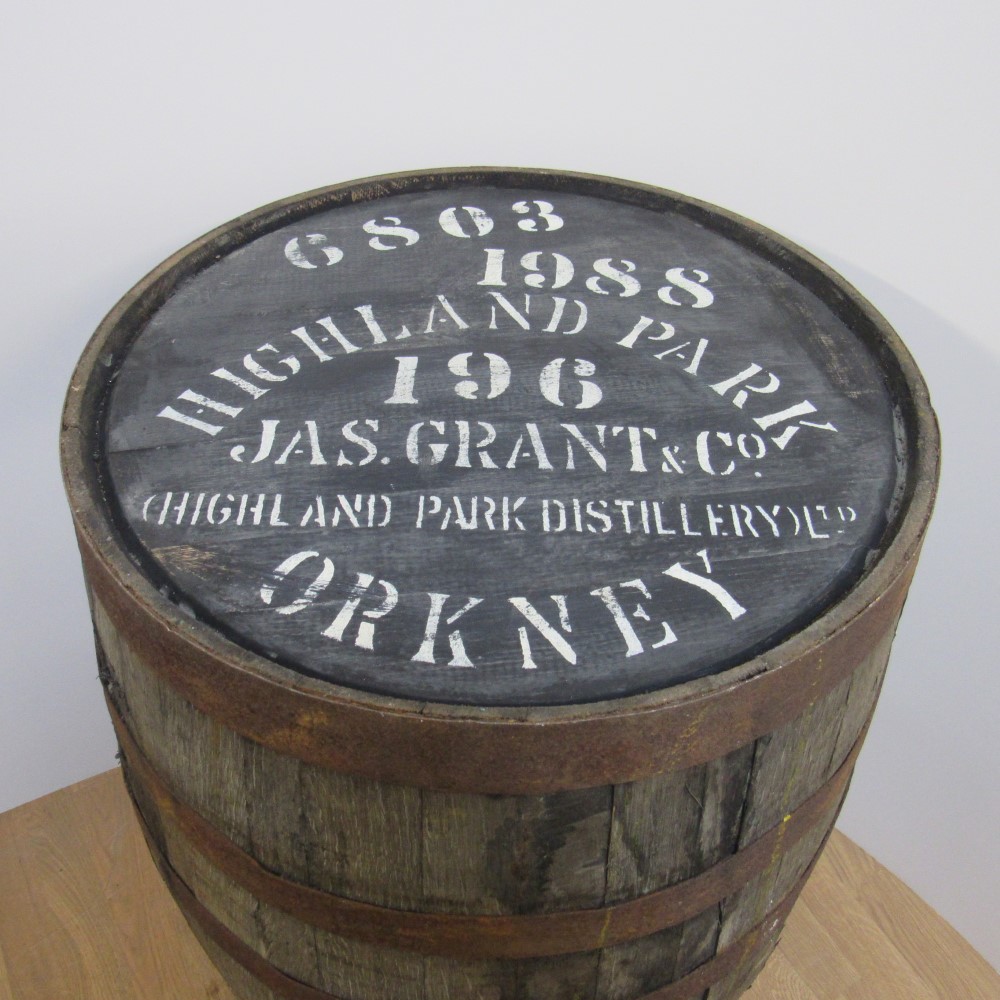 6803
1988
HIGHLAND PARK
196
JAS. GRANT & Co.
(HIGHLAND PARK DISTILLERY) LTD
ORKNEY